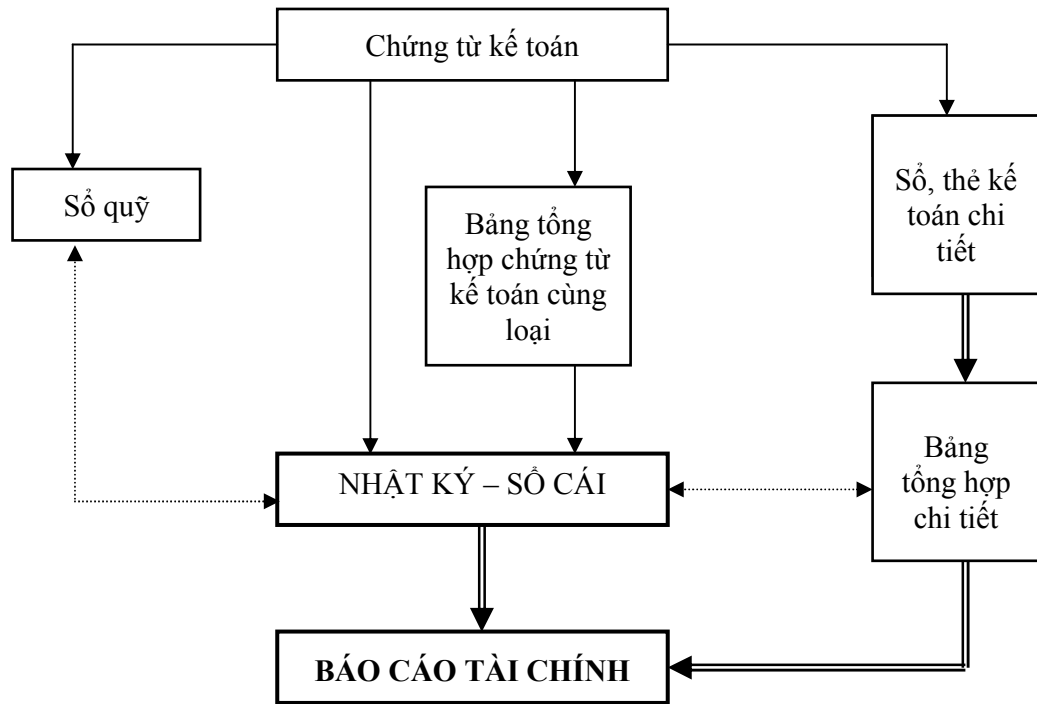 Chứng từ kế toán
Sổ quỹ
Bảng tổng
hợp chứng từ
kế toán cùng
loại
Sổ, thẻ kế
toán chi
tiết
NHẬT KÝ – SỔ CÁI
Bảng
tổng hợp
chi tiết
BÁO CÁO TÀI CHÍNH